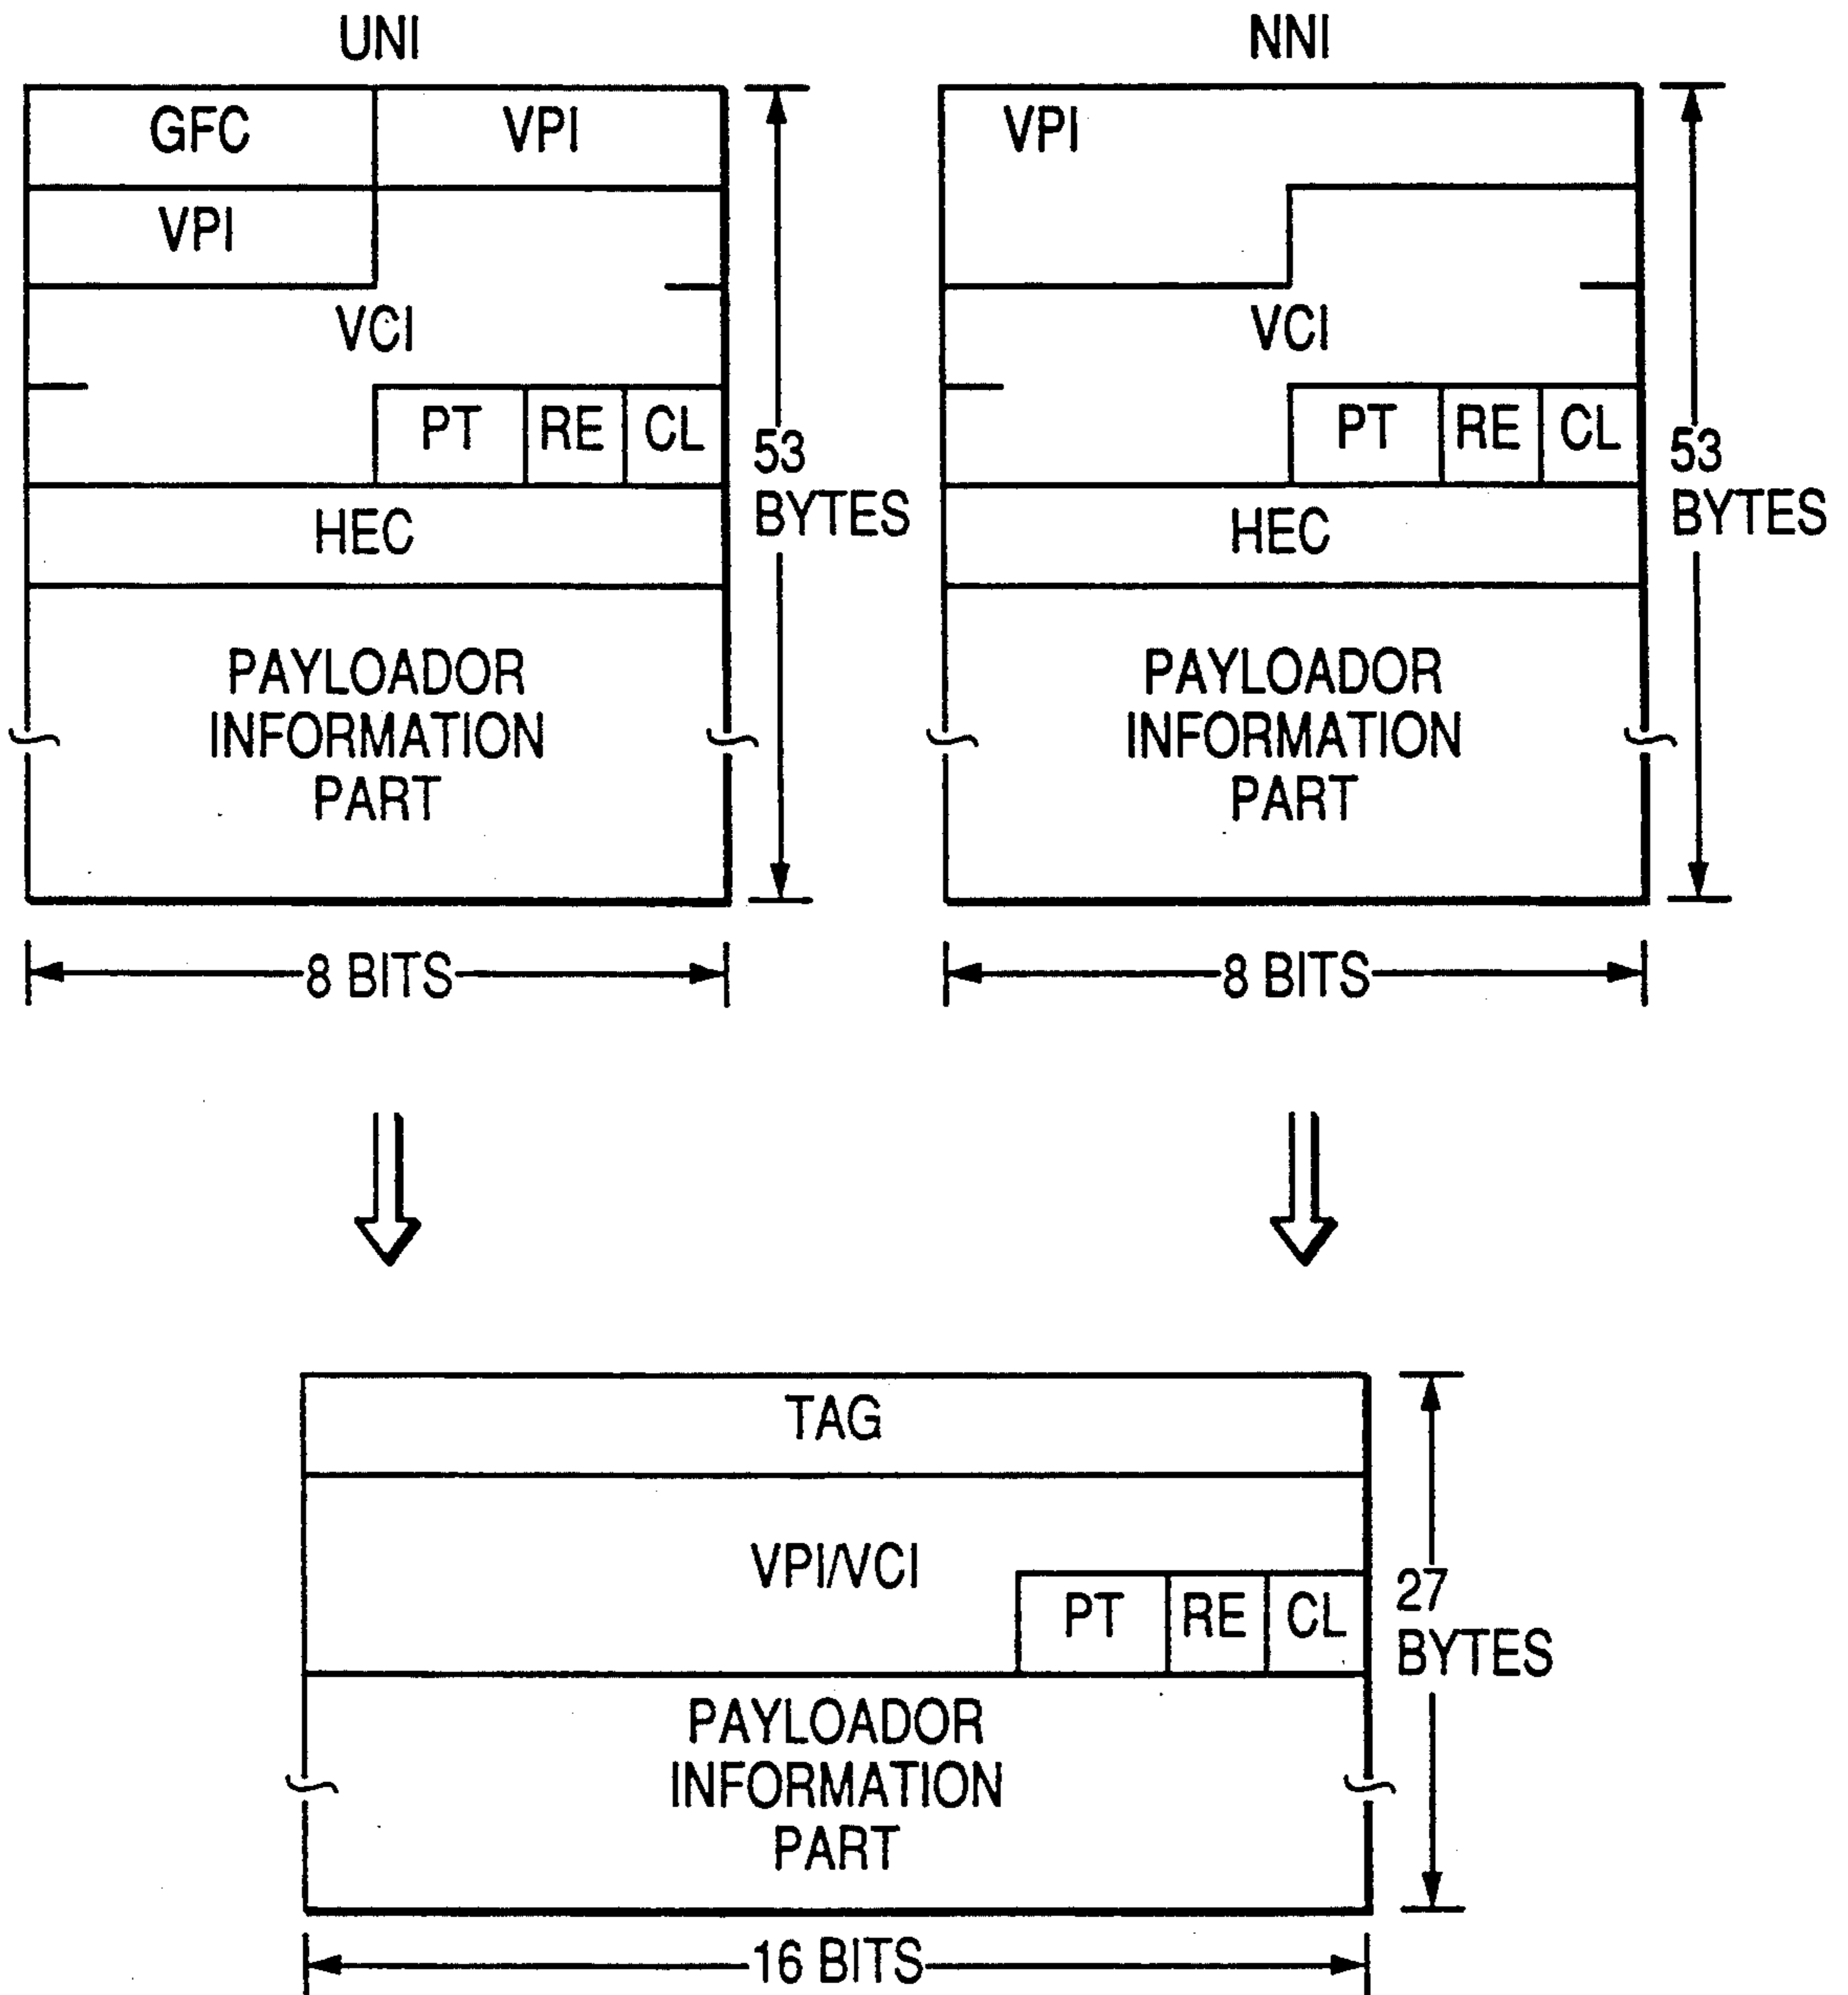 UNI
GFC
VPI
VPI
VCI
PT
RE
CL
HEC
PAYLOADOR
INFORMATION
PART
53
BYTES
8 BITS
NNI
VPI
VCI
PT
RE
CL
HEC
PAYLOADOR
INFORMATION
PART
53
BYTES
8 BITS
TAG
VPI/VCI
PT
RE
CL
PAYLOADOR
INFORMATION
PART
27
BYTES
16 BITS